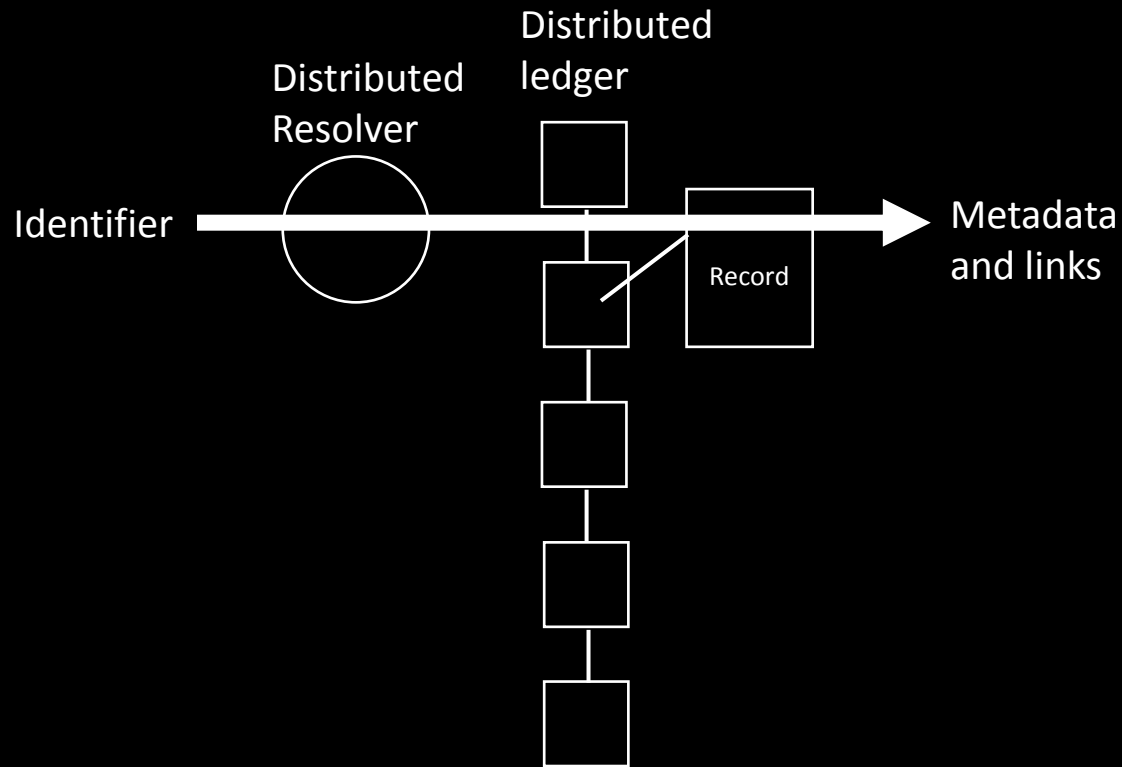 Distributed
ledger
Distributed
Resolver
Identifier
Metadata
and links
Record